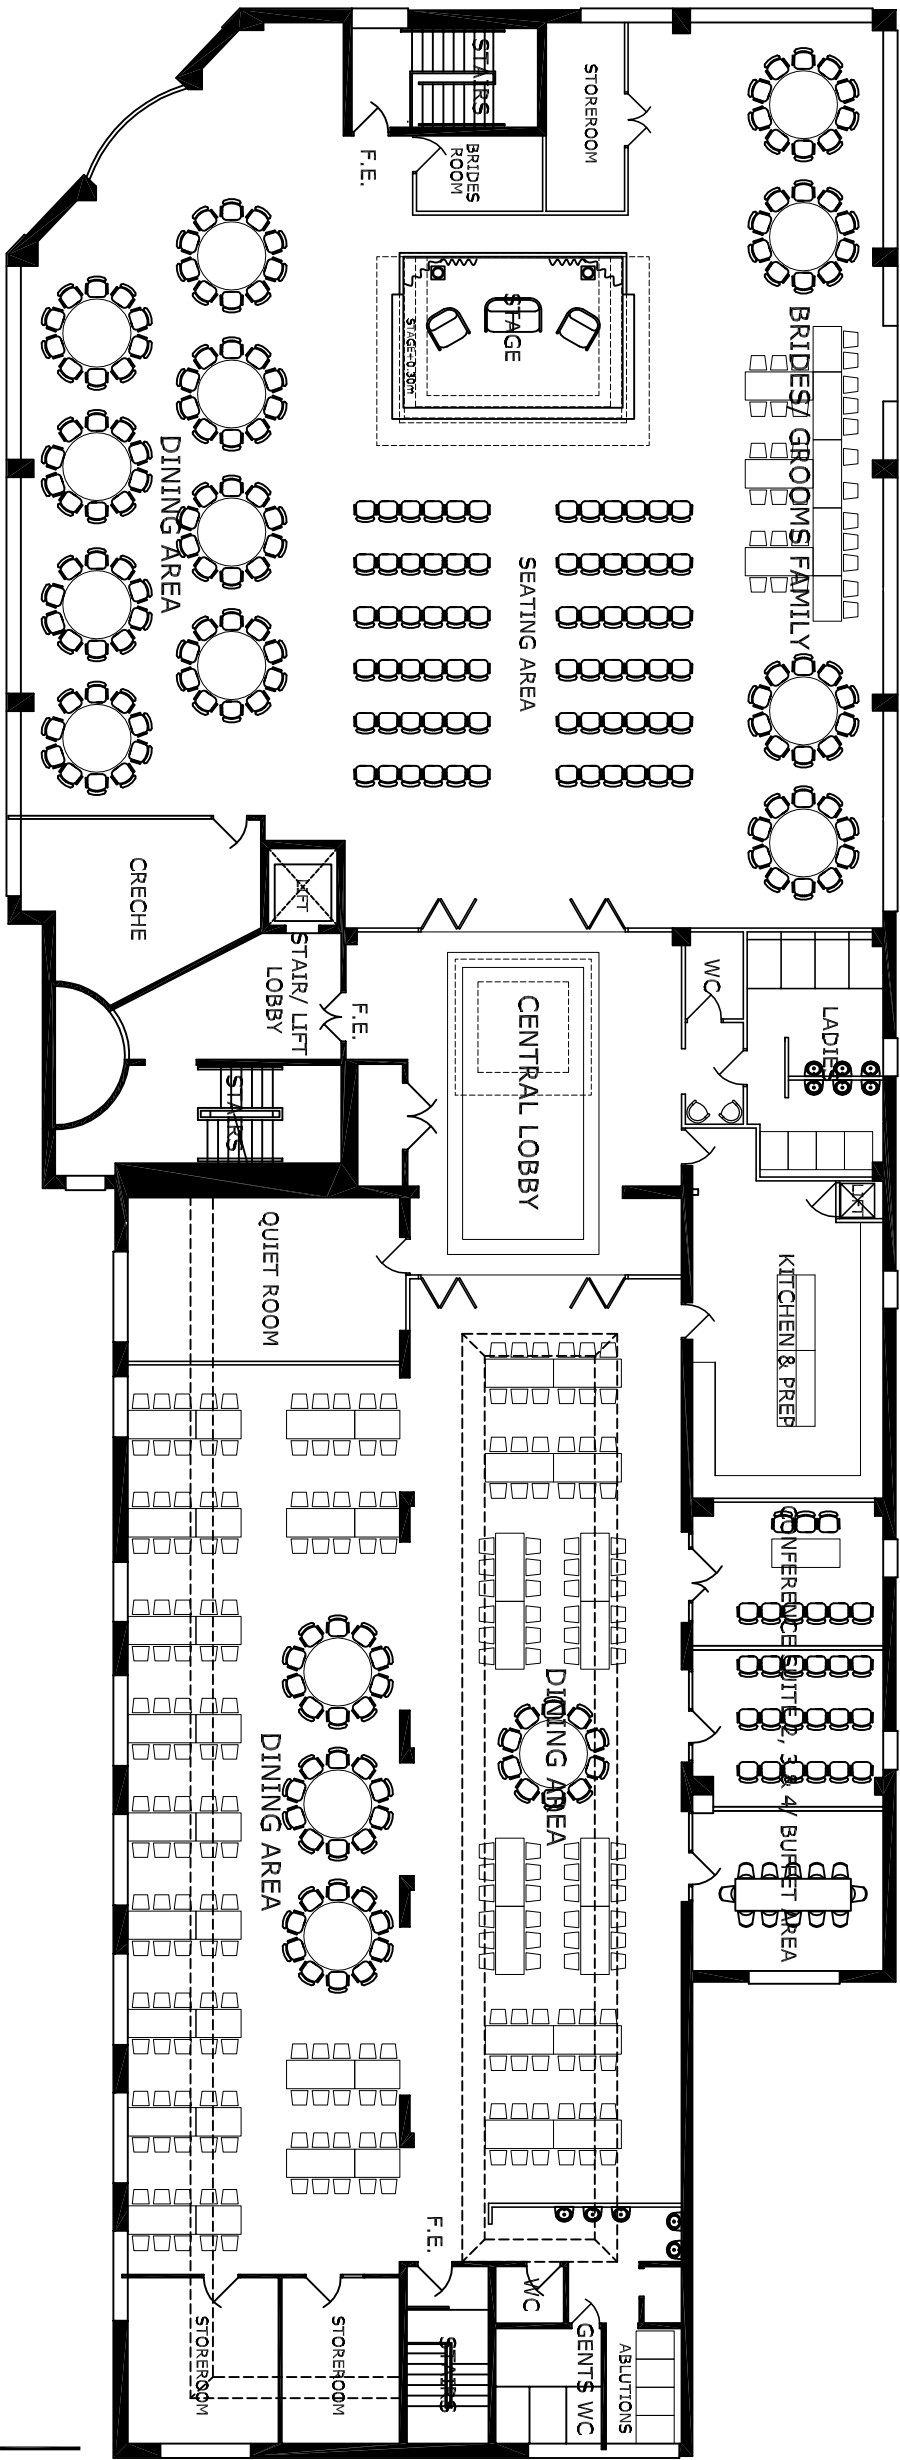 STAIRS
STOREROOM
BRIDES
ROOM
F.E.
STAGE
STAGE+0.30m
BRIDES/ GROOMS FAMILY
DINING AREA
SEATING AREA
CRECHE
LIFT
STAIR/ LIFT
LOBBY
F.E.
CENTRAL LOBBY
WC
LADIES
STAIRS
LIFT
QUIET ROOM
KITCHEN & PREP
CONFERENCE SUITE 2, 3 & 4/ BUFFET AREA
DINING AREA
DINING AREA
F.E.
WC
STOREROOM
STOREROOM
STAIRS
GENTS WC
ABLUTIONS